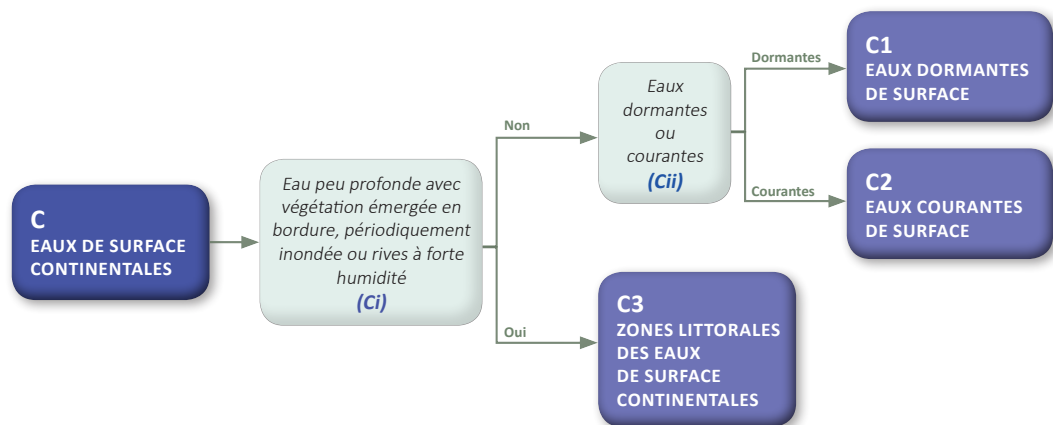 C
EAUX DE SURFACE
CONTINENTALES
Eau peu profonde avec
végétation émergée en
bordure, périodiquement
inondée ou rives à forte
humidité
(Ci)
Non
Eaux
dormantes
ou
courantes
(Cii)
Dormantes
C1
EAUX DORMANTES
DE SURFACE
Courantes
C2
EAUX COURANTES
DE SURFACE
Oui
C3
ZONES LITTORALES
DES EAUX
DE SURFACE
CONTINENTALES